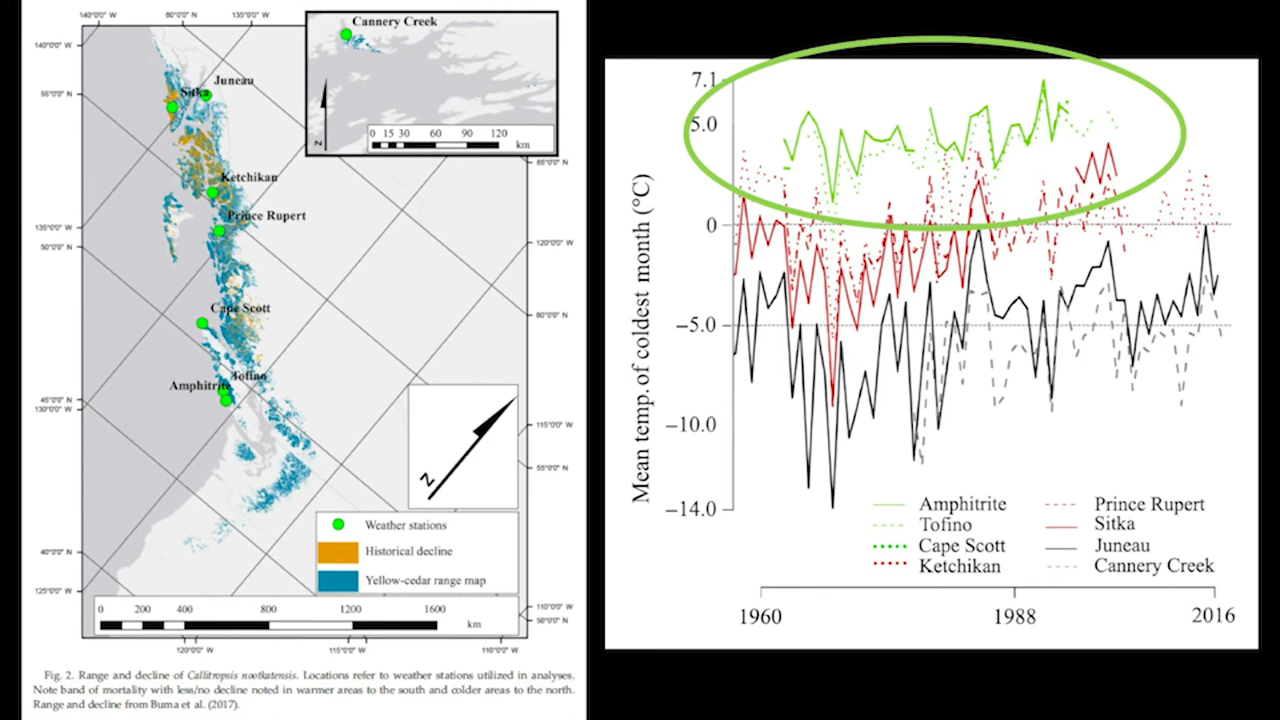 140°0'0" W
60°0'0" N
135°0'0" W
140°0'0" W
55°0'0" N
135°0'0" W
50°0'0" N
45°0'0" N
130°0'0" W
40°0'0" N
125°0'0" W
120°0'0" W
115°0'0" W
110°0'0" W
65°0'0" N
120°0'0" W
60°0'0" N
115°0'0" W
55°0'0" N
110°0'0" W
50°0'0" N
Cannery Creek
N
0 15 30 60 90 120
km
Juneau
Sitka
Ketchikan
Prince Rupert
Cape Scott
Tofino
Amphitrite
N
Weather stations
Historical decline
Yellow-cedar range map
0 200 400 800 1200 1600
km
Fig. 2. Range and decline of Callitropsis nootkatensis. Locations refer to weather stations utilized in analyses.
Note band of mortality with less/no decline noted in warmer areas to the south and colder areas to the north.
Range and decline from Buma et al. (2017).
Mean temp. of coldest month (°C)
7.1
5.0
0
−5.0
−10.0
−14.0
Amphitrite
Tofino
Cape Scott
Ketchikan
Prince Rupert
Sitka
Juneau
Cannery Creek
1960 1988 2016